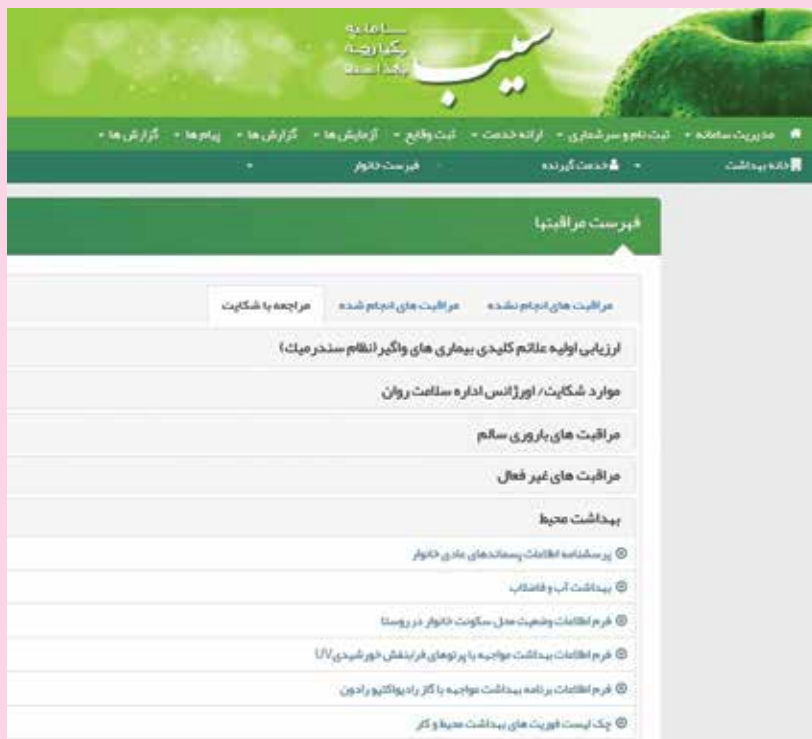 سامانه
یکپارچه
بهداشت
سیب
مدیریت سامانه ثبت نام و سرشماری ارائه خدمت ثبت وقایع آزمایش ها گزارش ها پیام ها گزارش ها
خانه بهداشت خدمت گیرنده فهرست خانوار
فهرست مراقبتها
مراقبت های انجام نشده مراقبت های انجام شده مراجعه با شکایت
ارزیابی اولیه علائم کلیدی بیماری های واگیر (نظام سندرمیک)
موارد شکایت/ اورژانس اداره سلامت روان
مراقبت های باروری سالم
مراقبت های غیر فعال
بهداشت محیط
پرسشنامه اطلاعات پسماندهای عادی خانوار
بهداشت آب و فاضلاب
فرم اطلاعات وضعیت محل سکونت خانوار در روستا
فرم اطلاعات بهداشت مواجهه با پرتوهای فرابنفش خورشیدی UV
فرم اطلاعات برنامه بهداشت مواجهه با گاز رادیواکتیو رادون
چک لیست فوریت های بهداشت محیط و کار